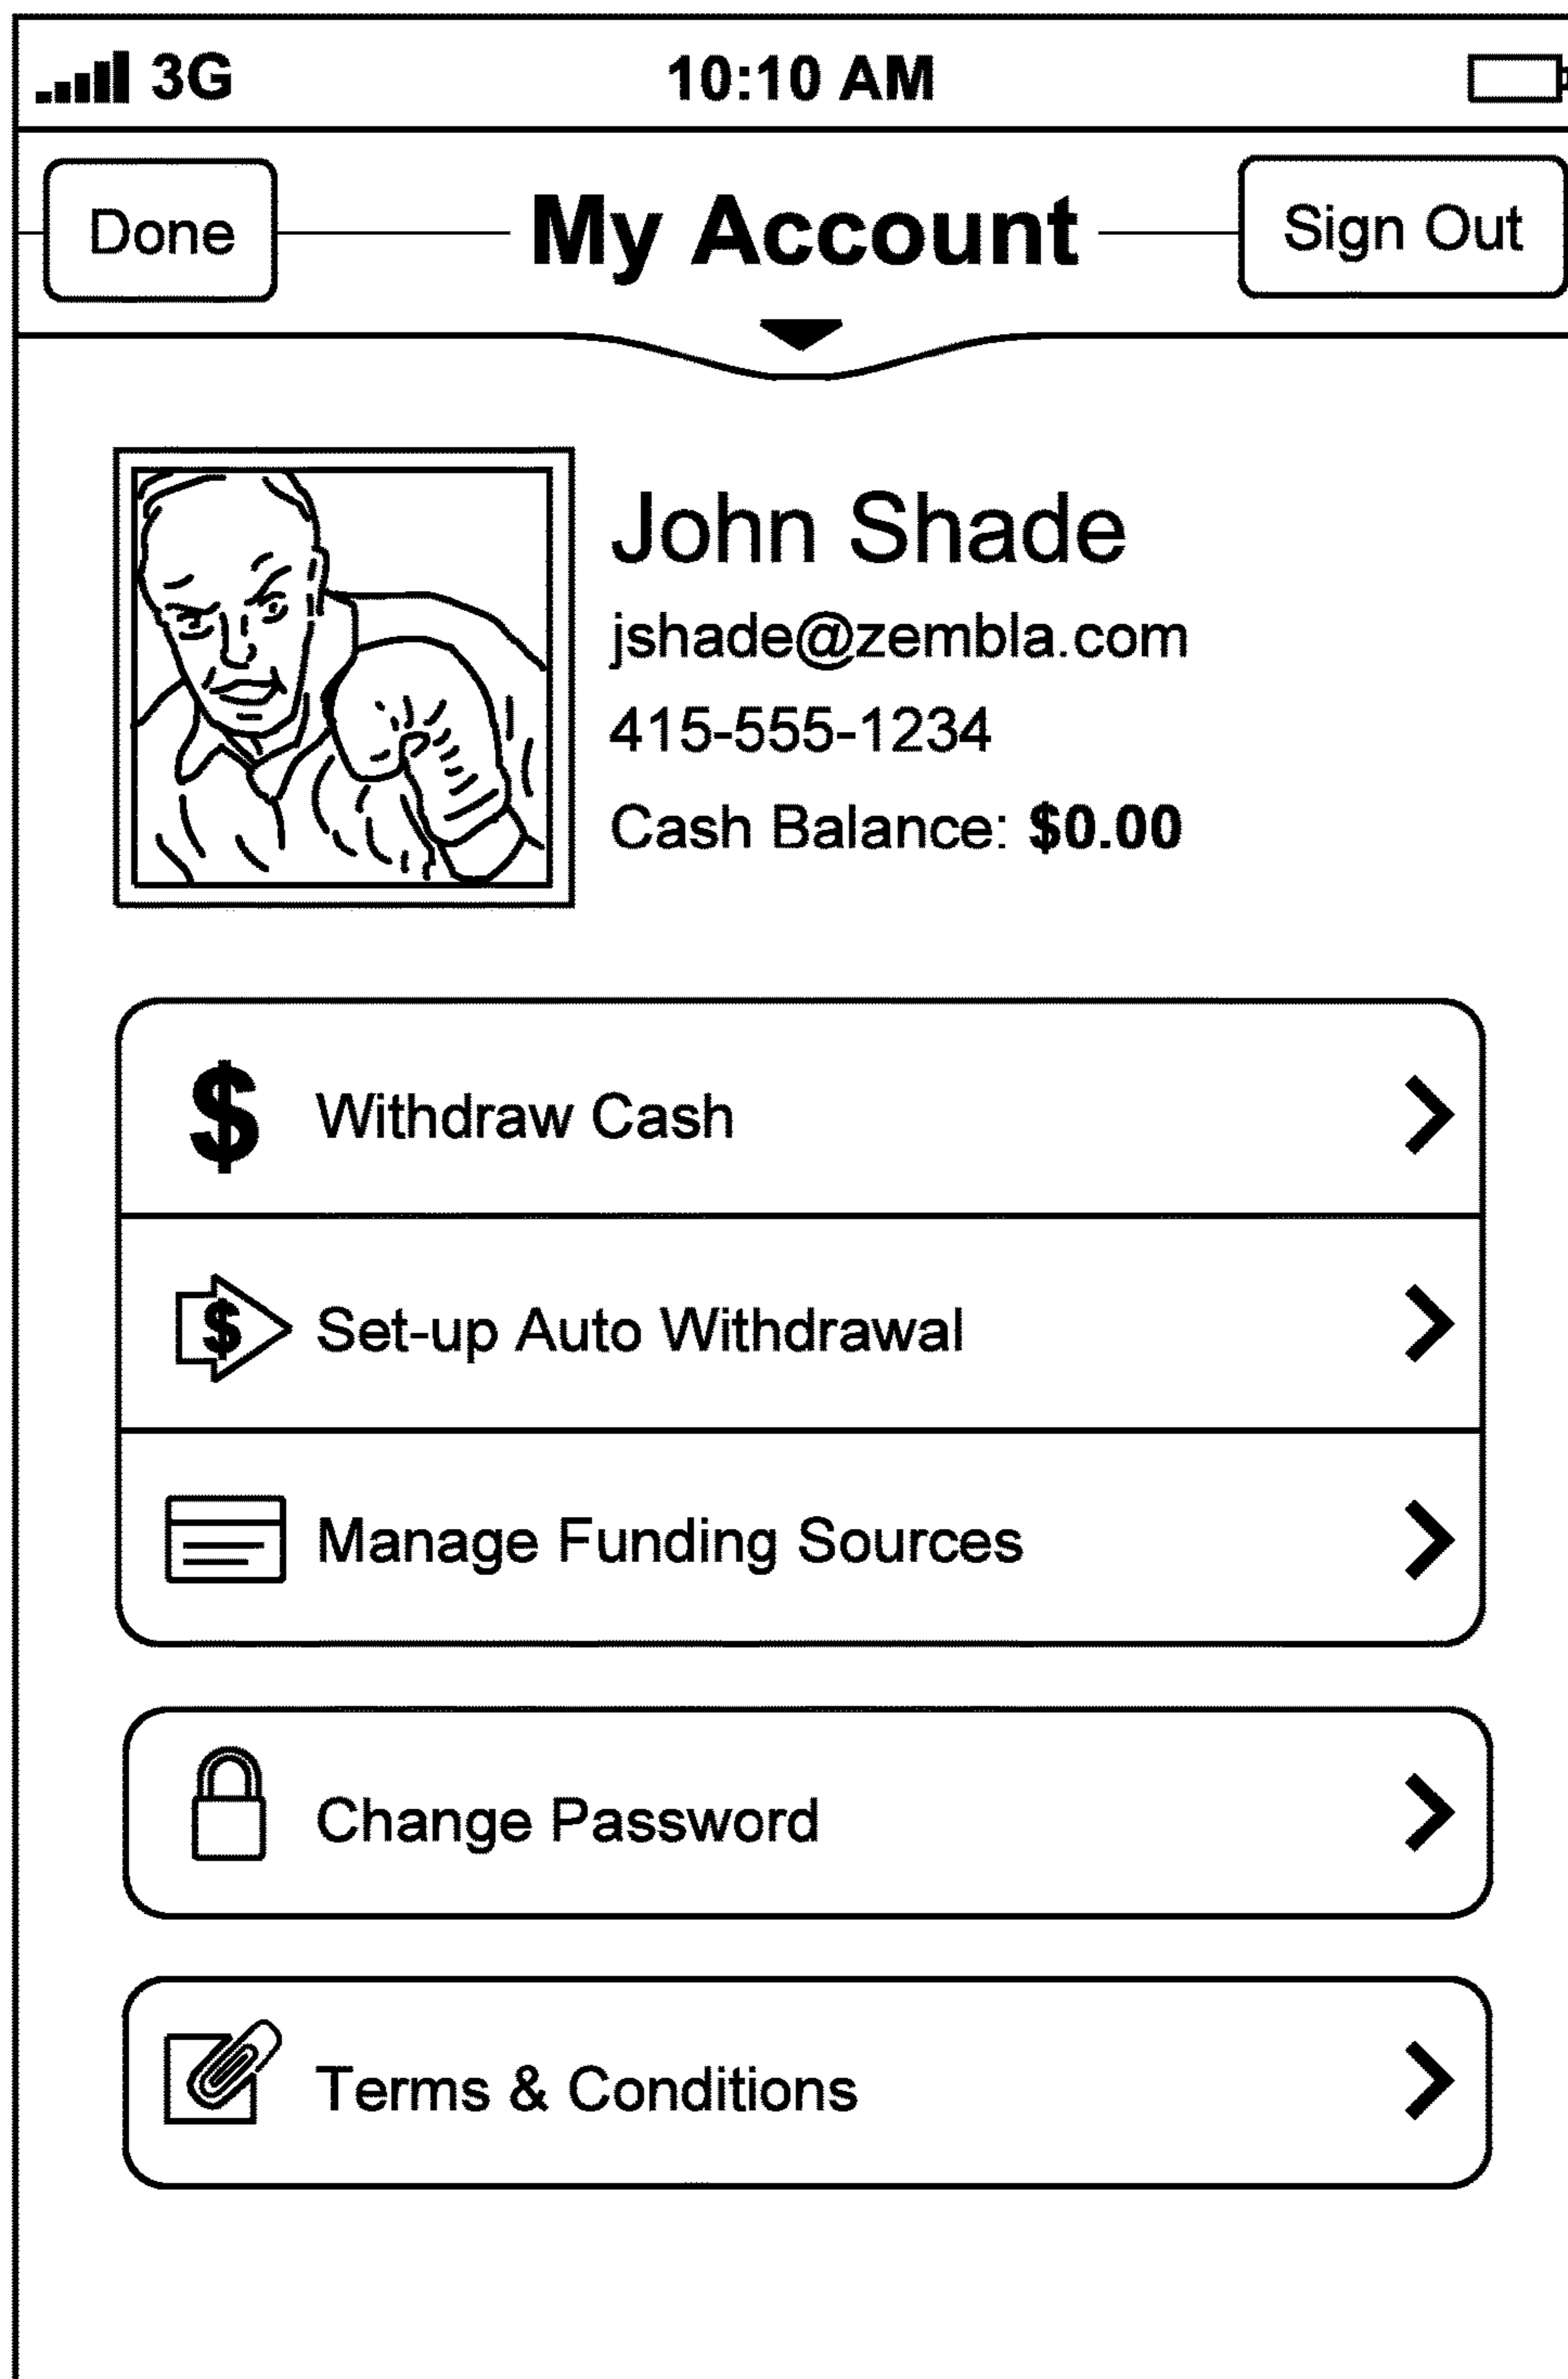 3G 10:10 AM
Done My Account Sign Out
John Shade
jshade@zembla.com
415-555-1234
Cash Balance: $0.00
$ Withdraw Cash
$ Set-up Auto Withdrawal
Manage Funding Sources
Change Password
Terms & Conditions